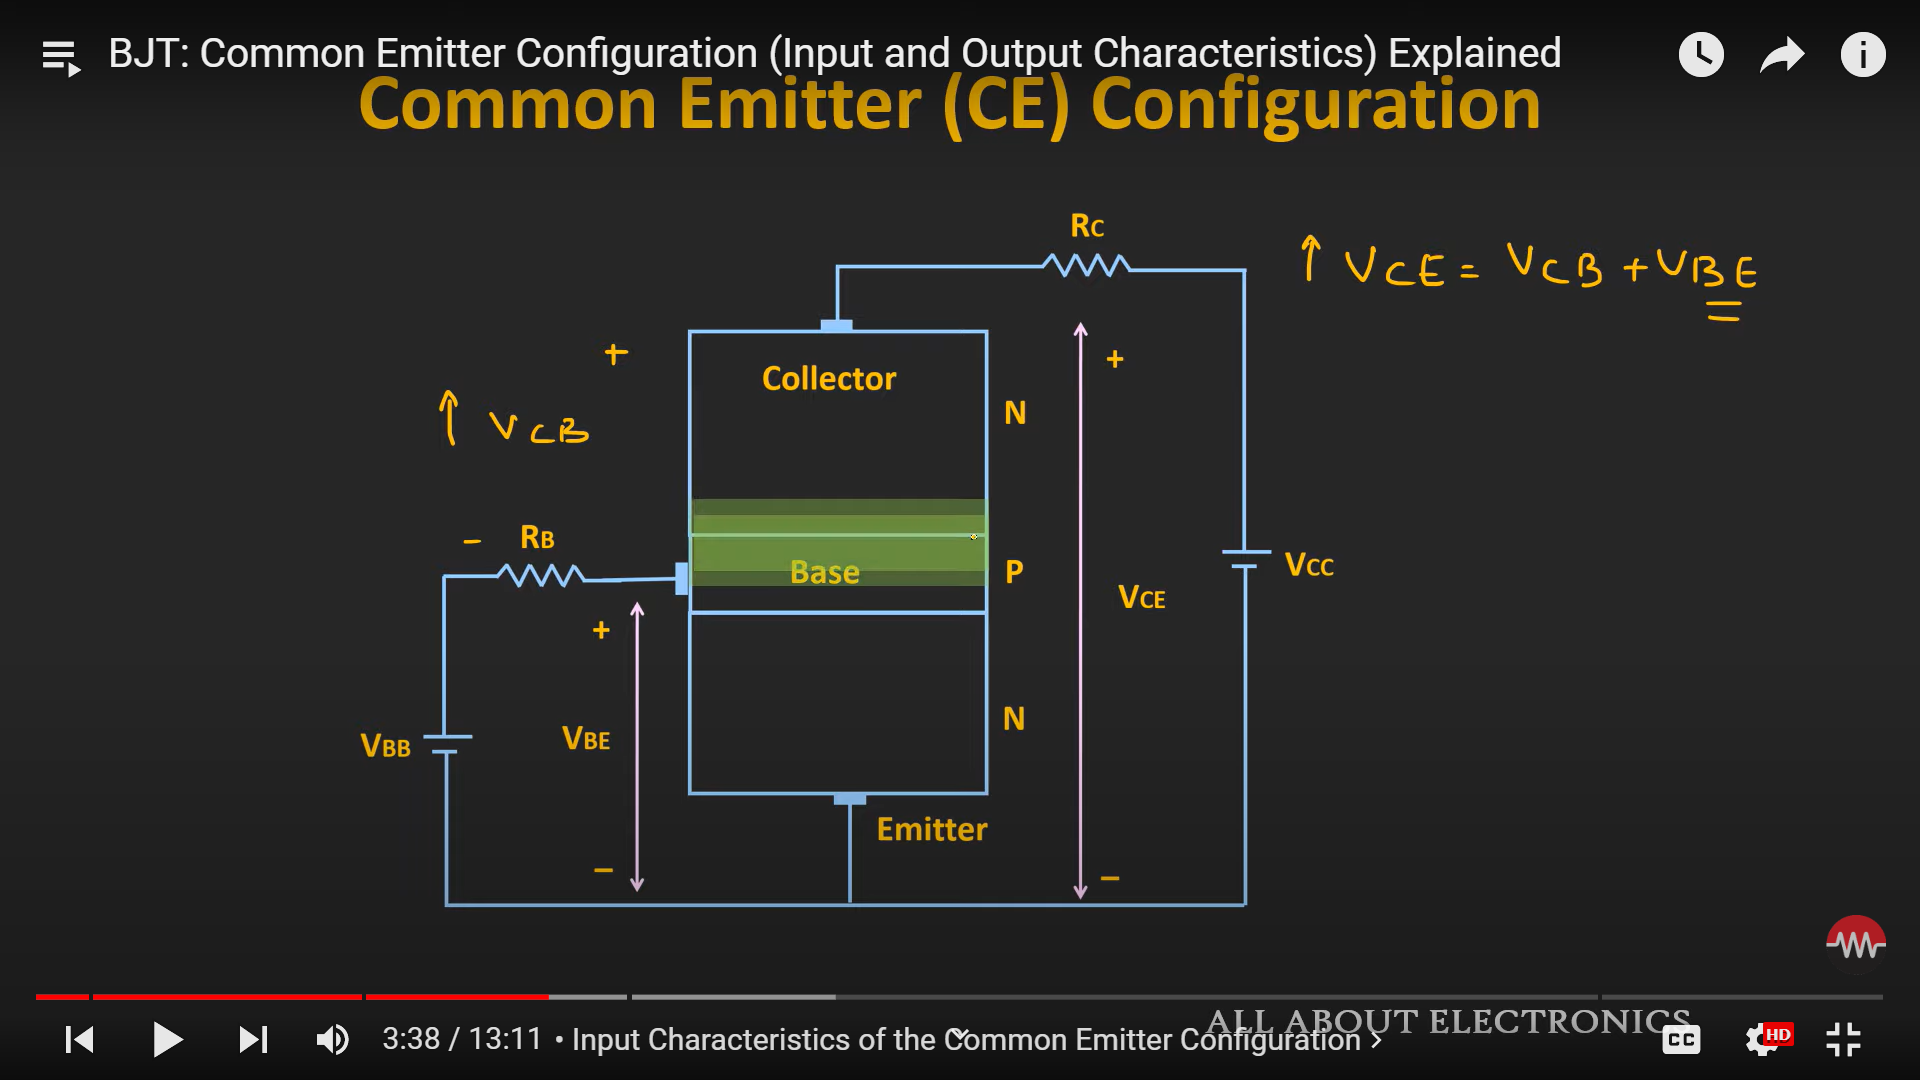 BJT: Common Emitter Configuration (Input and Output Characteristics) Explained
Common Emitter (CE) Configuration
RC
↑ VCE = VCB + VBE
+
+
Collector
N
↑ VCB
- RB
Base
P
VCC
VCE
+
N
VBE
VBB
Emitter
-
-
ALL ABOUT ELECTRONICS
3:38 / 13:11 • Input Characteristics of the Common Emitter Configuration >
CC
HD